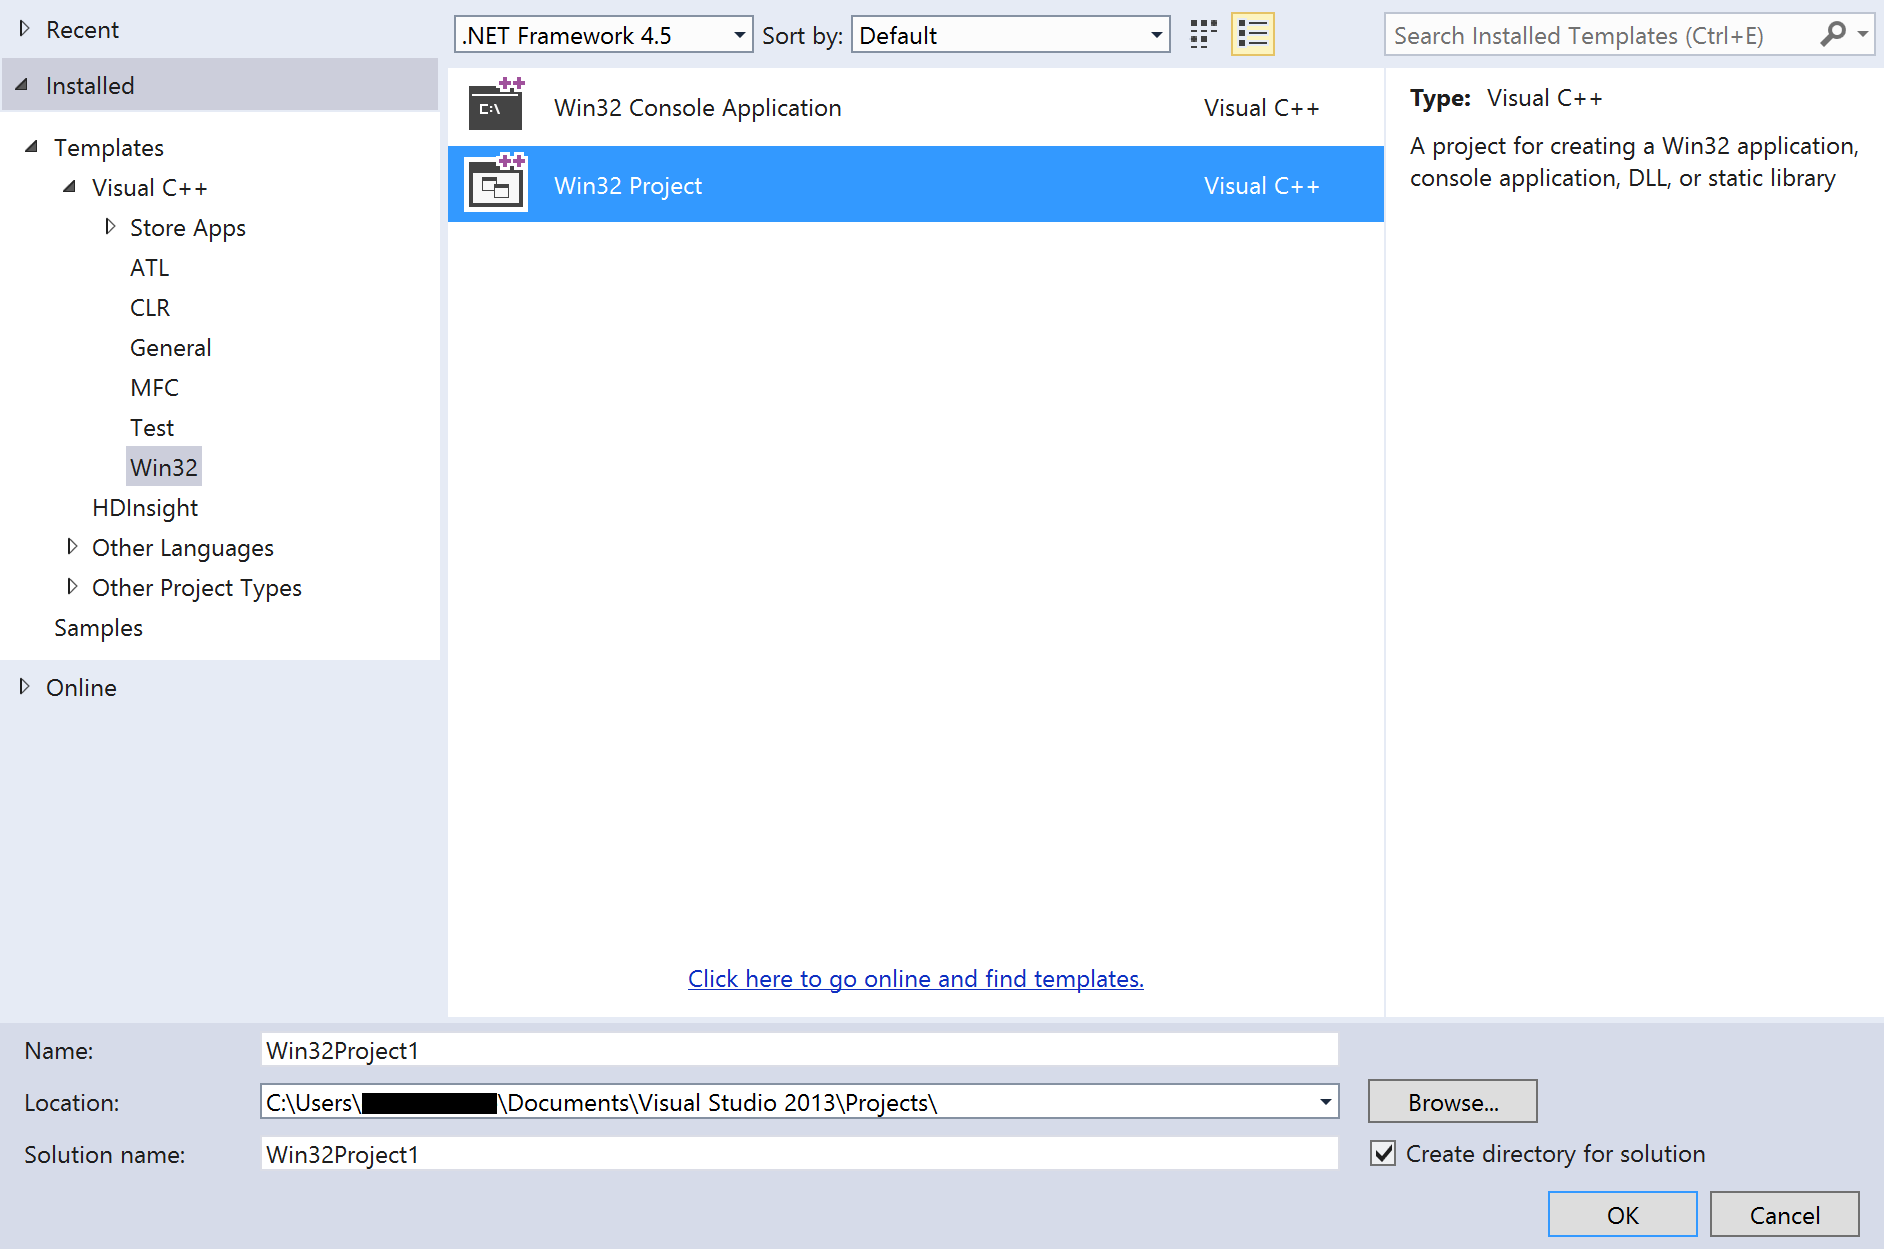 Recent
Installed
Templates
Visual C++
Store Apps
ATL
CLR
General
MFC
Test
Win32
HDInsight
Other Languages
Other Project Types
Samples
Online
.NET Framework 4.5 Sort by: Default
C:\ Win32 Console Application Visual C++
Win32 Project Visual C++
Click here to go online and find templates.
Search Installed Templates (Ctrl+E)
Type: Visual C++
A project for creating a Win32 application,
console application, DLL, or static library
Name: Win32Project1
Location: C:\Users\ \Documents\Visual Studio 2013\Projects\ Browse...
Solution name: Win32Project1 Create directory for solution
OK Cancel